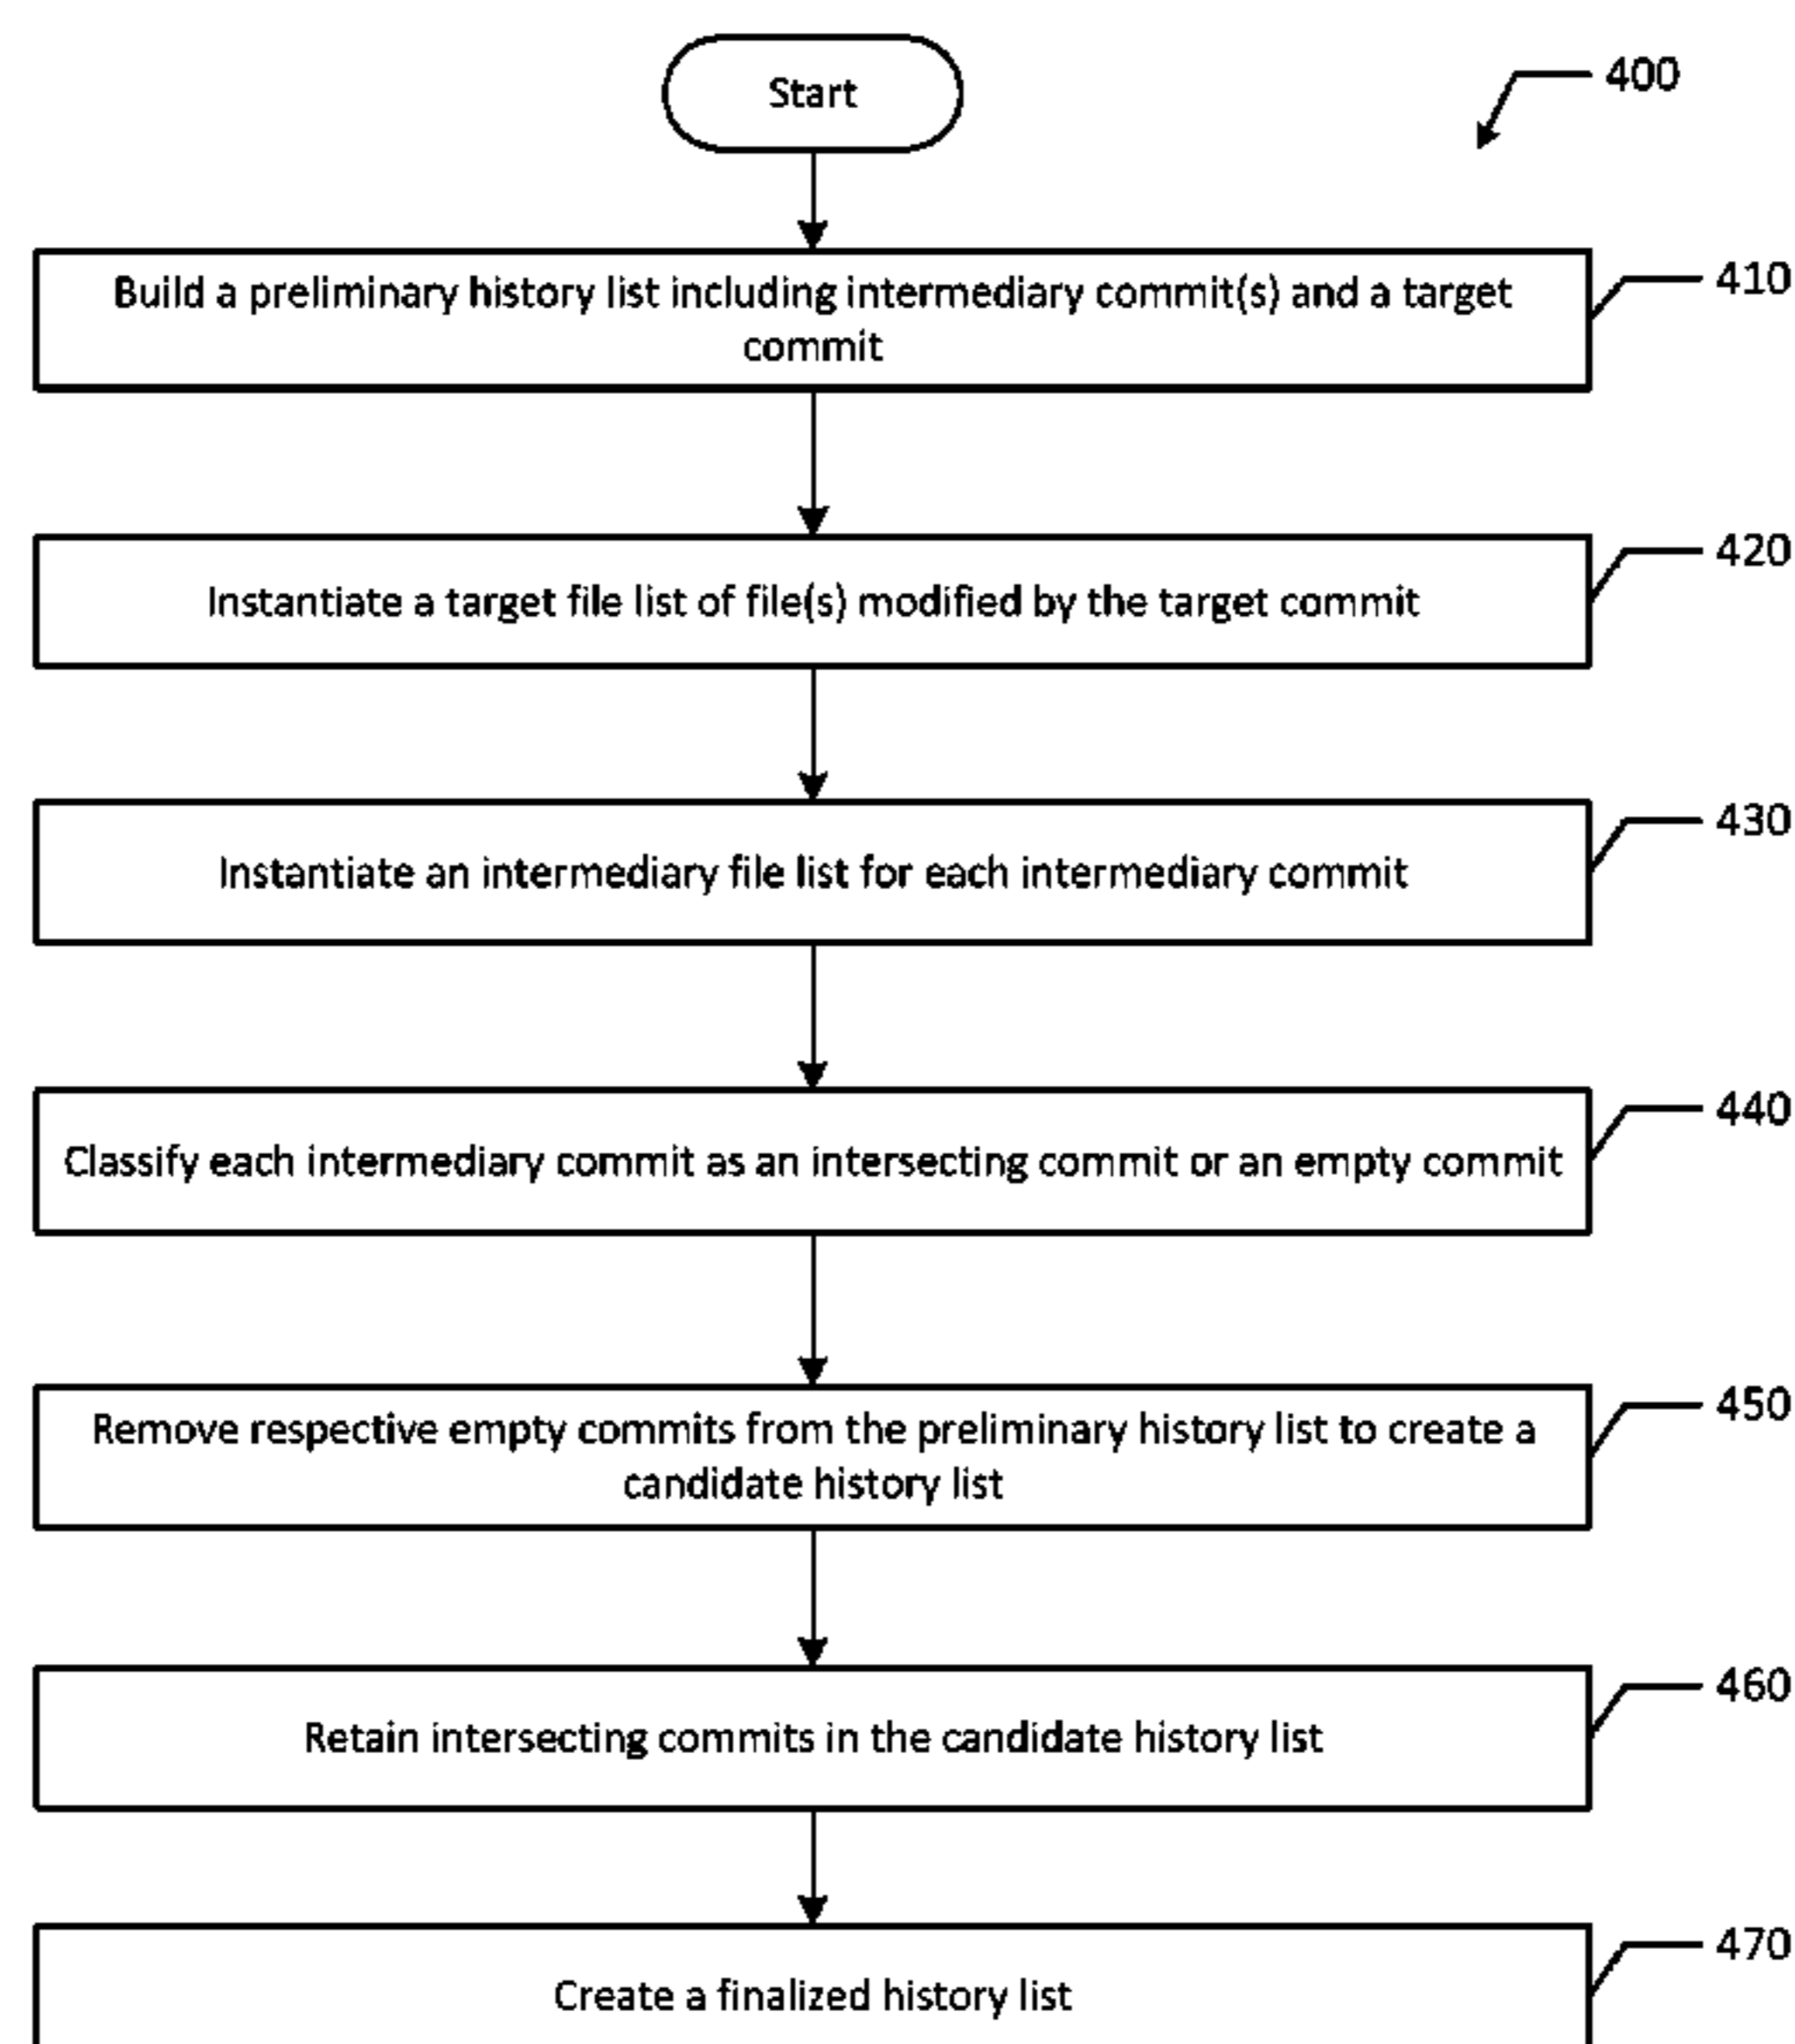 Start
400
Build a preliminary history list including intermediary commit(s) and a target
commit
410
Instantiate a target file list of file(s) modified by the target commit
420
Instantiate an intermediary file list for each intermediary commit
430
Classify each intermediary commit as an intersecting commit or an empty commit
440
Remove respective empty commits from the preliminary history list to create a
candidate history list
450
Retain intersecting commits in the candidate history list
460
Create a finalized history list
470